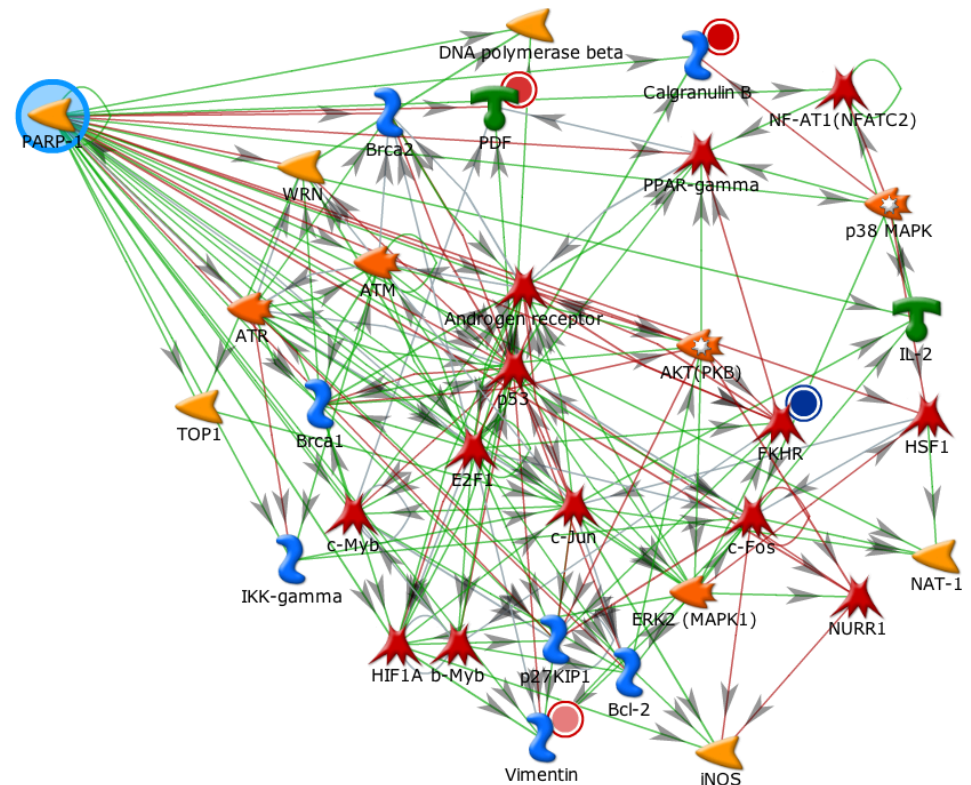 DNA polymerase beta
Calgranulin B
NF-AT1(NFATC2)
PARP-1
Brca2
PDF
WRN
PPAR-gamma
p38 MAPK
ATM
ATR
Androgen receptor
IL-2
AKT(PKB)
p53
TOP1
Brca1
FKHR
HSF1
E2F1
c-Myb
c-Jun
c-Fos
IKK-gamma
NAT-1
ERK2 (MAPK1)
NURR1
HIF1A
b-Myb
p27KIP1
Bcl-2
Vimentin
iNOS